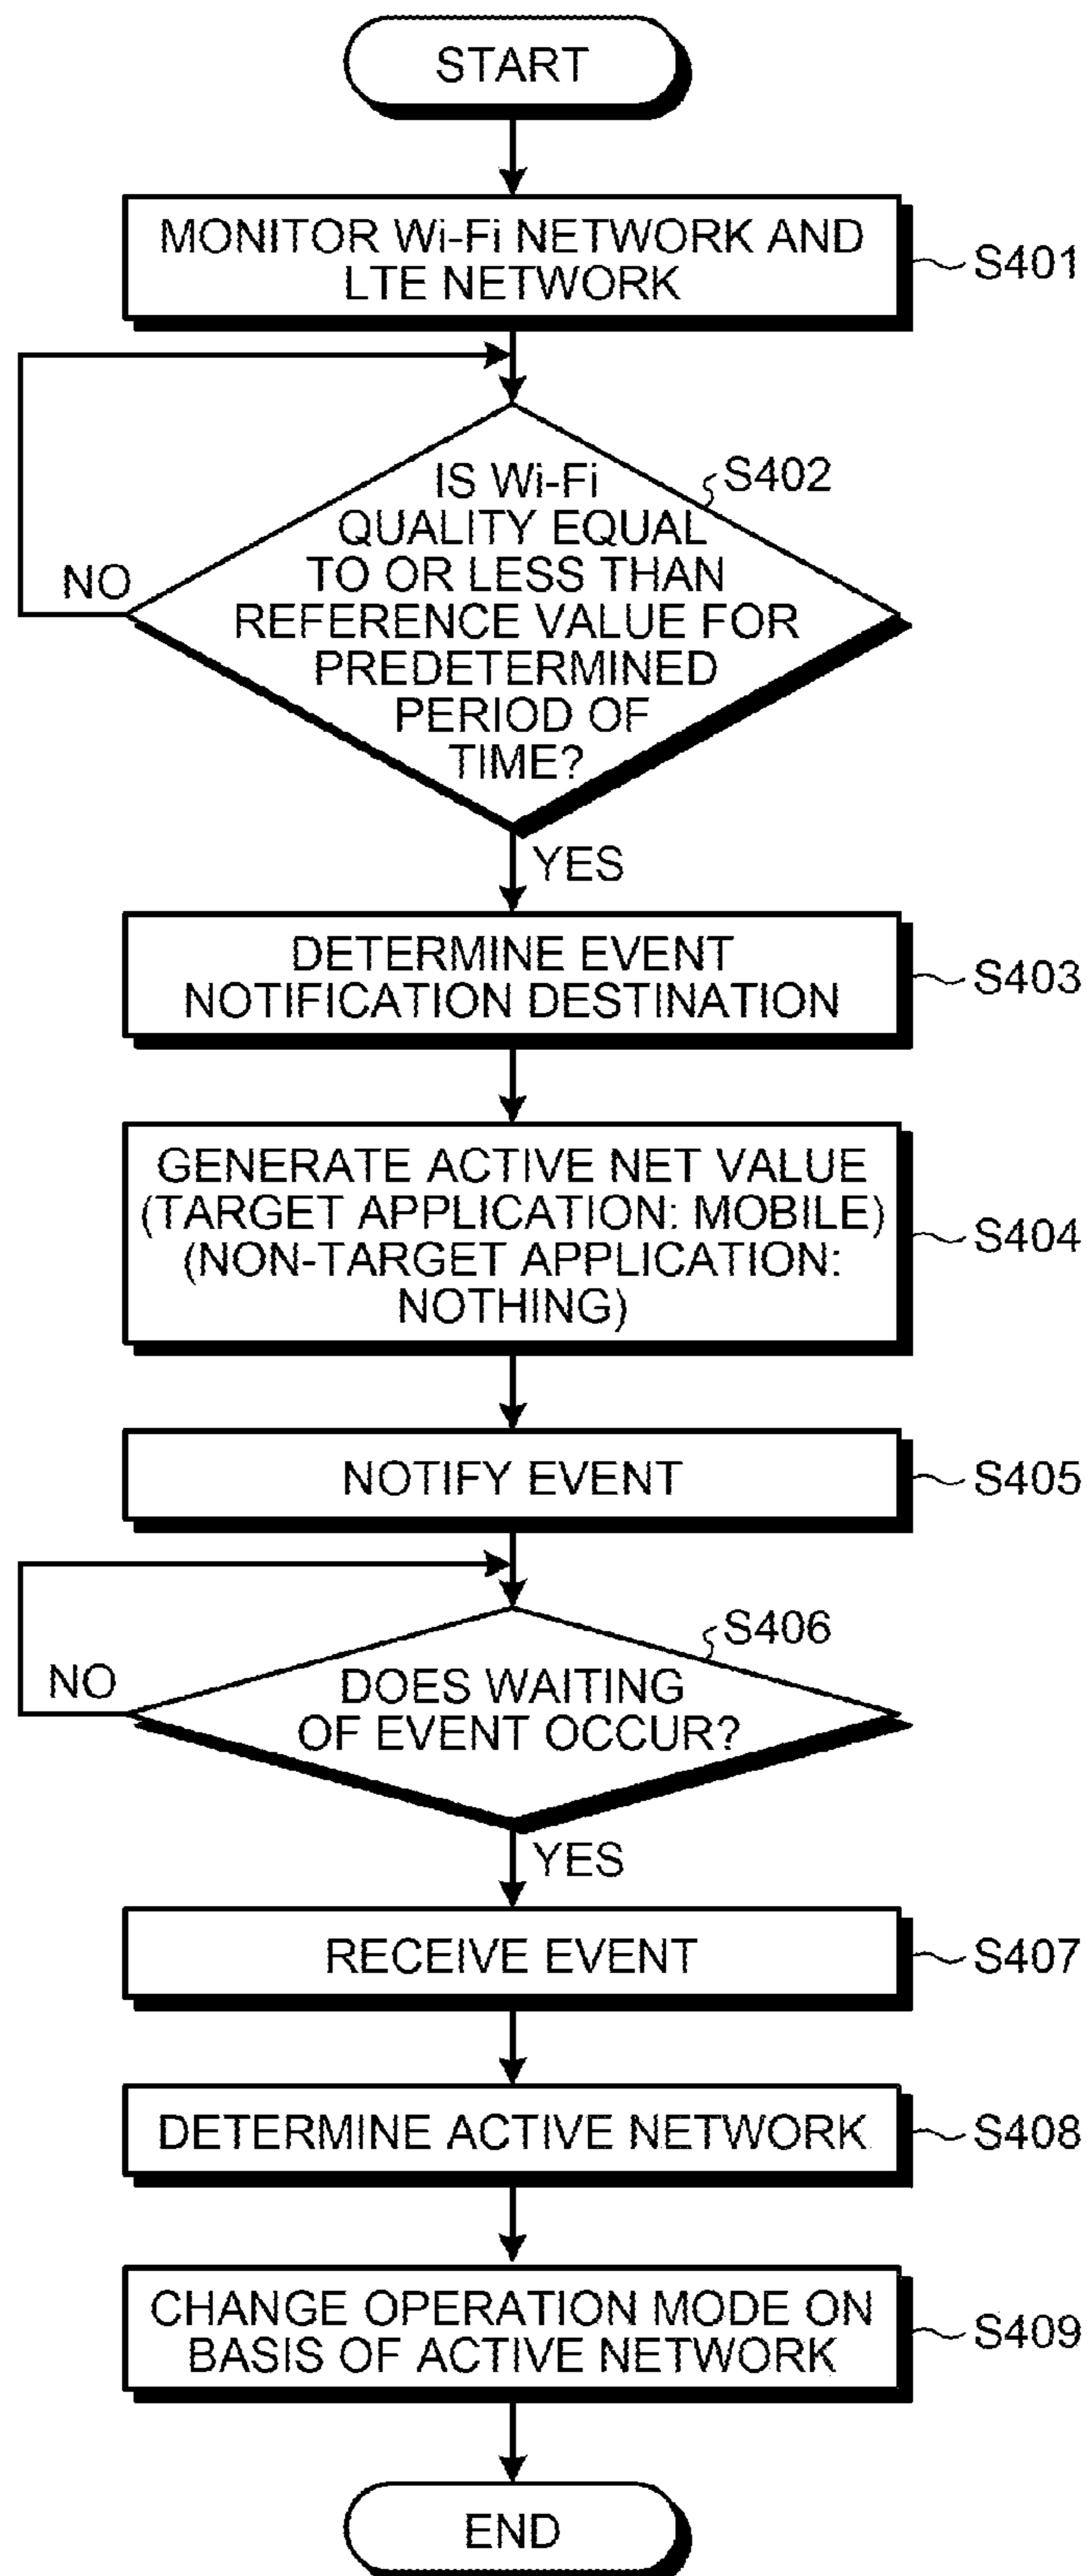 START
MONITOR Wi-Fi NETWORK AND
LTE NETWORK
S401
S402
IS Wi-Fi
QUALITY EQUAL
TO OR LESS THAN
REFERENCE VALUE FOR
PREDETERMINED
PERIOD OF
TIME?
NO
YES
DETERMINE EVENT
NOTIFICATION DESTINATION
S403
GENERATE ACTIVE NET VALUE
(TARGET APPLICATION: MOBILE)
(NON-TARGET APPLICATION:
NOTHING)
S404
NOTIFY EVENT
S405
S406
DOES WAITING
OF EVENT OCCUR?
NO
YES
RECEIVE EVENT
S407
DETERMINE ACTIVE NETWORK
S408
CHANGE OPERATION MODE ON
BASIS OF ACTIVE NETWORK
S409
END